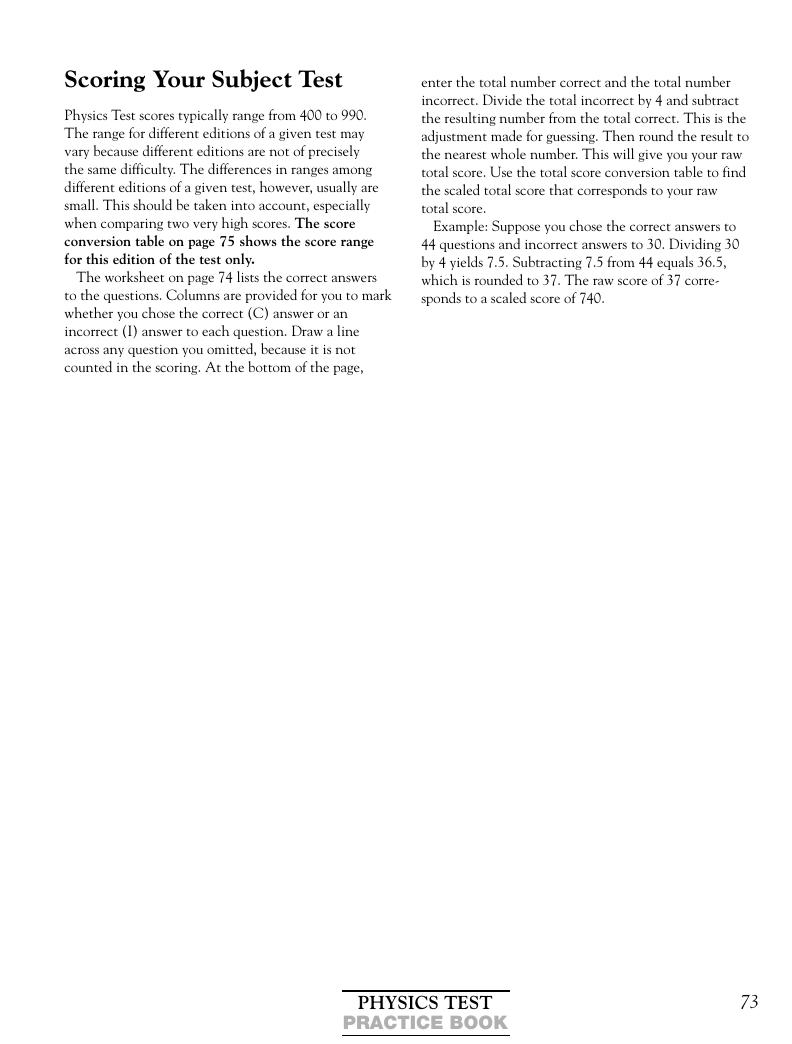 Scoring Your Subject Test
Physics Test scores typically range from 400 to 990.
The range for different editions of a given test may
vary because different editions are not of precisely
the same difficulty. The differences in ranges among
different editions of a given test, however, usually are
small. This should be taken into account, especially
when comparing two very high scores. The score
conversion table on page 75 shows the score range
for this edition of the test only.
The worksheet on page 74 lists the correct answers
to the questions. Columns are provided for you to mark
whether you chose the correct (C) answer or an
incorrect (I) answer to each question. Draw a line
across any question you omitted, because it is not
counted in the scoring. At the bottom of the page,
enter the total number correct and the total number
incorrect. Divide the total incorrect by 4 and subtract
the resulting number from the total correct. This is the
adjustment made for guessing. Then round the result to
the nearest whole number. This will give you your raw
total score. Use the total score conversion table to find
the scaled total score that corresponds to your raw
total score.
Example: Suppose you chose the correct answers to
44 questions and incorrect answers to 30. Dividing 30
by 4 yields 7.5. Subtracting 7.5 from 44 equals 36.5,
which is rounded to 37. The raw score of 37 corre-
sponds to a scaled score of 740.
PHYSICS TEST
PRACTICE BOOK
73